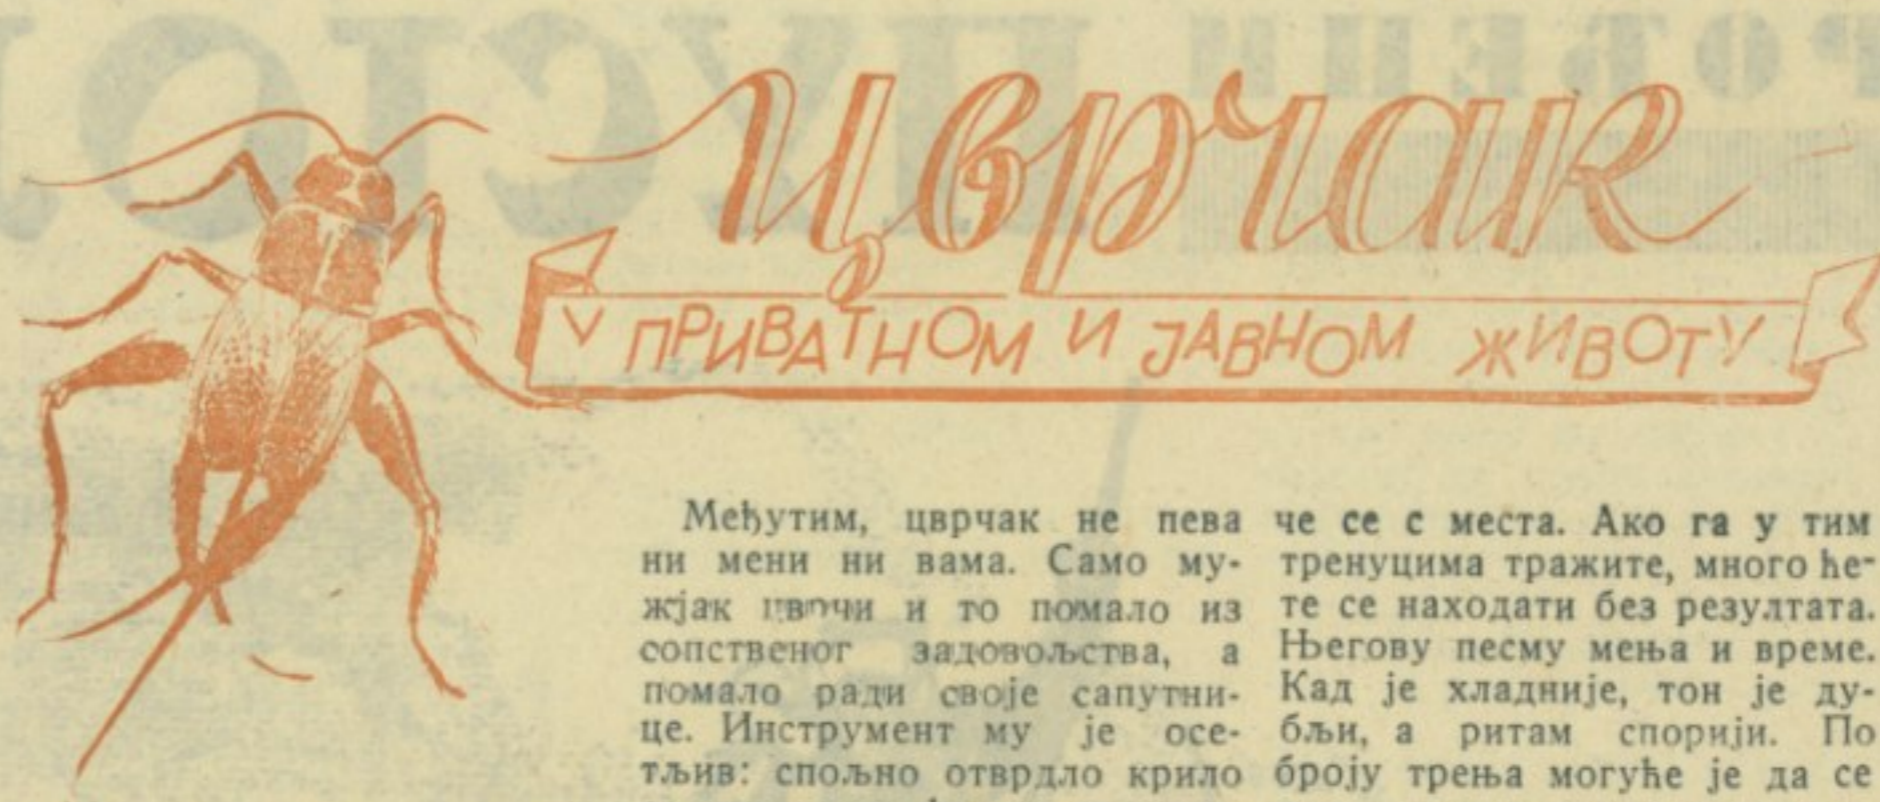 Цврчак
У ПРИВАТНОМ И ЈАВНОМ ЖИВОТУ
Међутим, цврчак не пева
ни мени ни вама. Само му-
жјак цврчи и то помало из
сопственог задовољства, а
помало ради своје сапутни-
це. Инструмент му је осе-
тљив: спољно отврдло крило
че се с места. Ако га у тим
тренуцима тражите, много ће-
те се находати без резултата.
Његову песму мења и време.
Кад је хладније, тон је ду-
бљи, а ритам спорији. По
броју трења могуће је да се